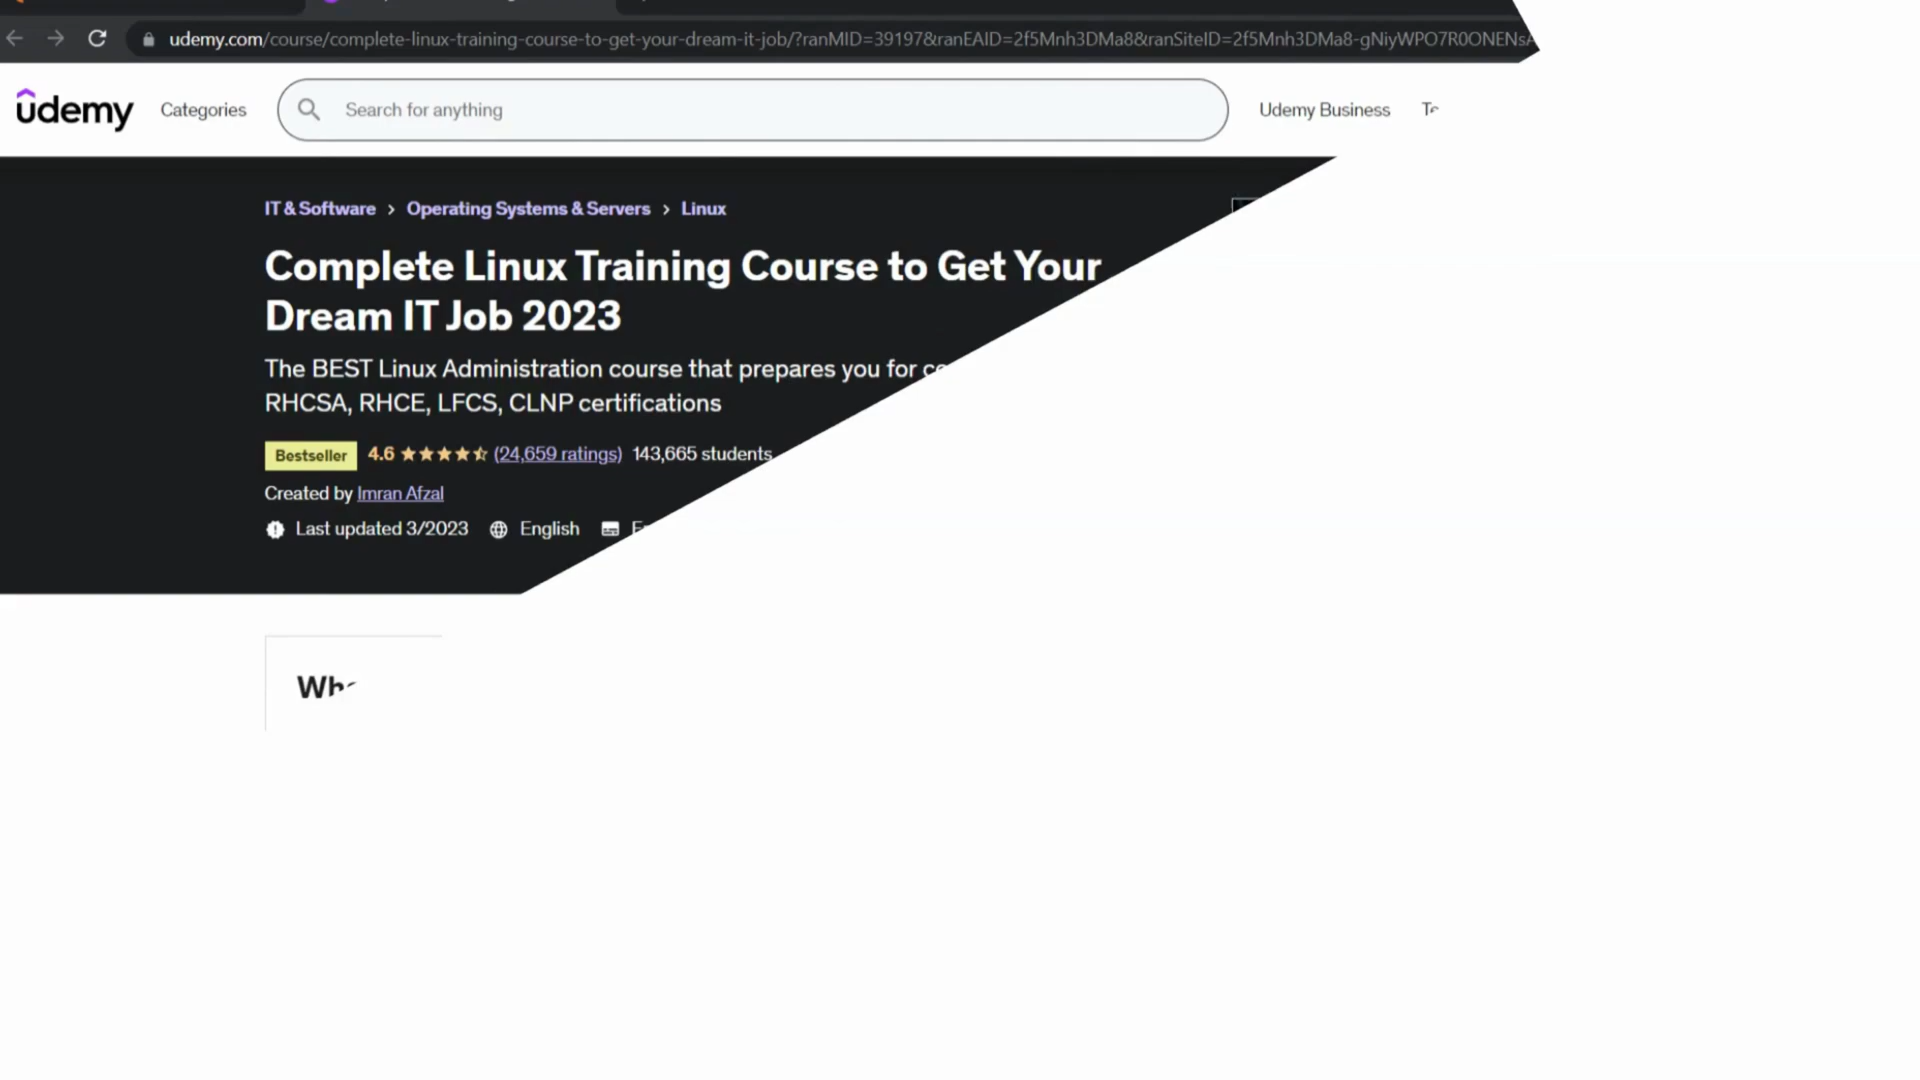 udemy.com/course/complete-linux-training-course-to-get-your-dream-it-job/?ranMID=39197&ranEAID=2f5Mnh3DMa8&ranSiteID=2f5Mnh3DMa8-gNiyWPO7R0ONENsA
udemy Categories Search for anything Udemy Business
IT & Software > Operating Systems & Servers > Linux
Complete Linux Training Course to Get Your
Dream IT Job 2023
The BEST Linux Administration course that prepares you for
RHCSA, RHCE, LFCS, CLNP certifications
Bestseller 4.6 (24,659 ratings) 143,665 students
Created by Imran Afzal
Last updated 3/2023 English